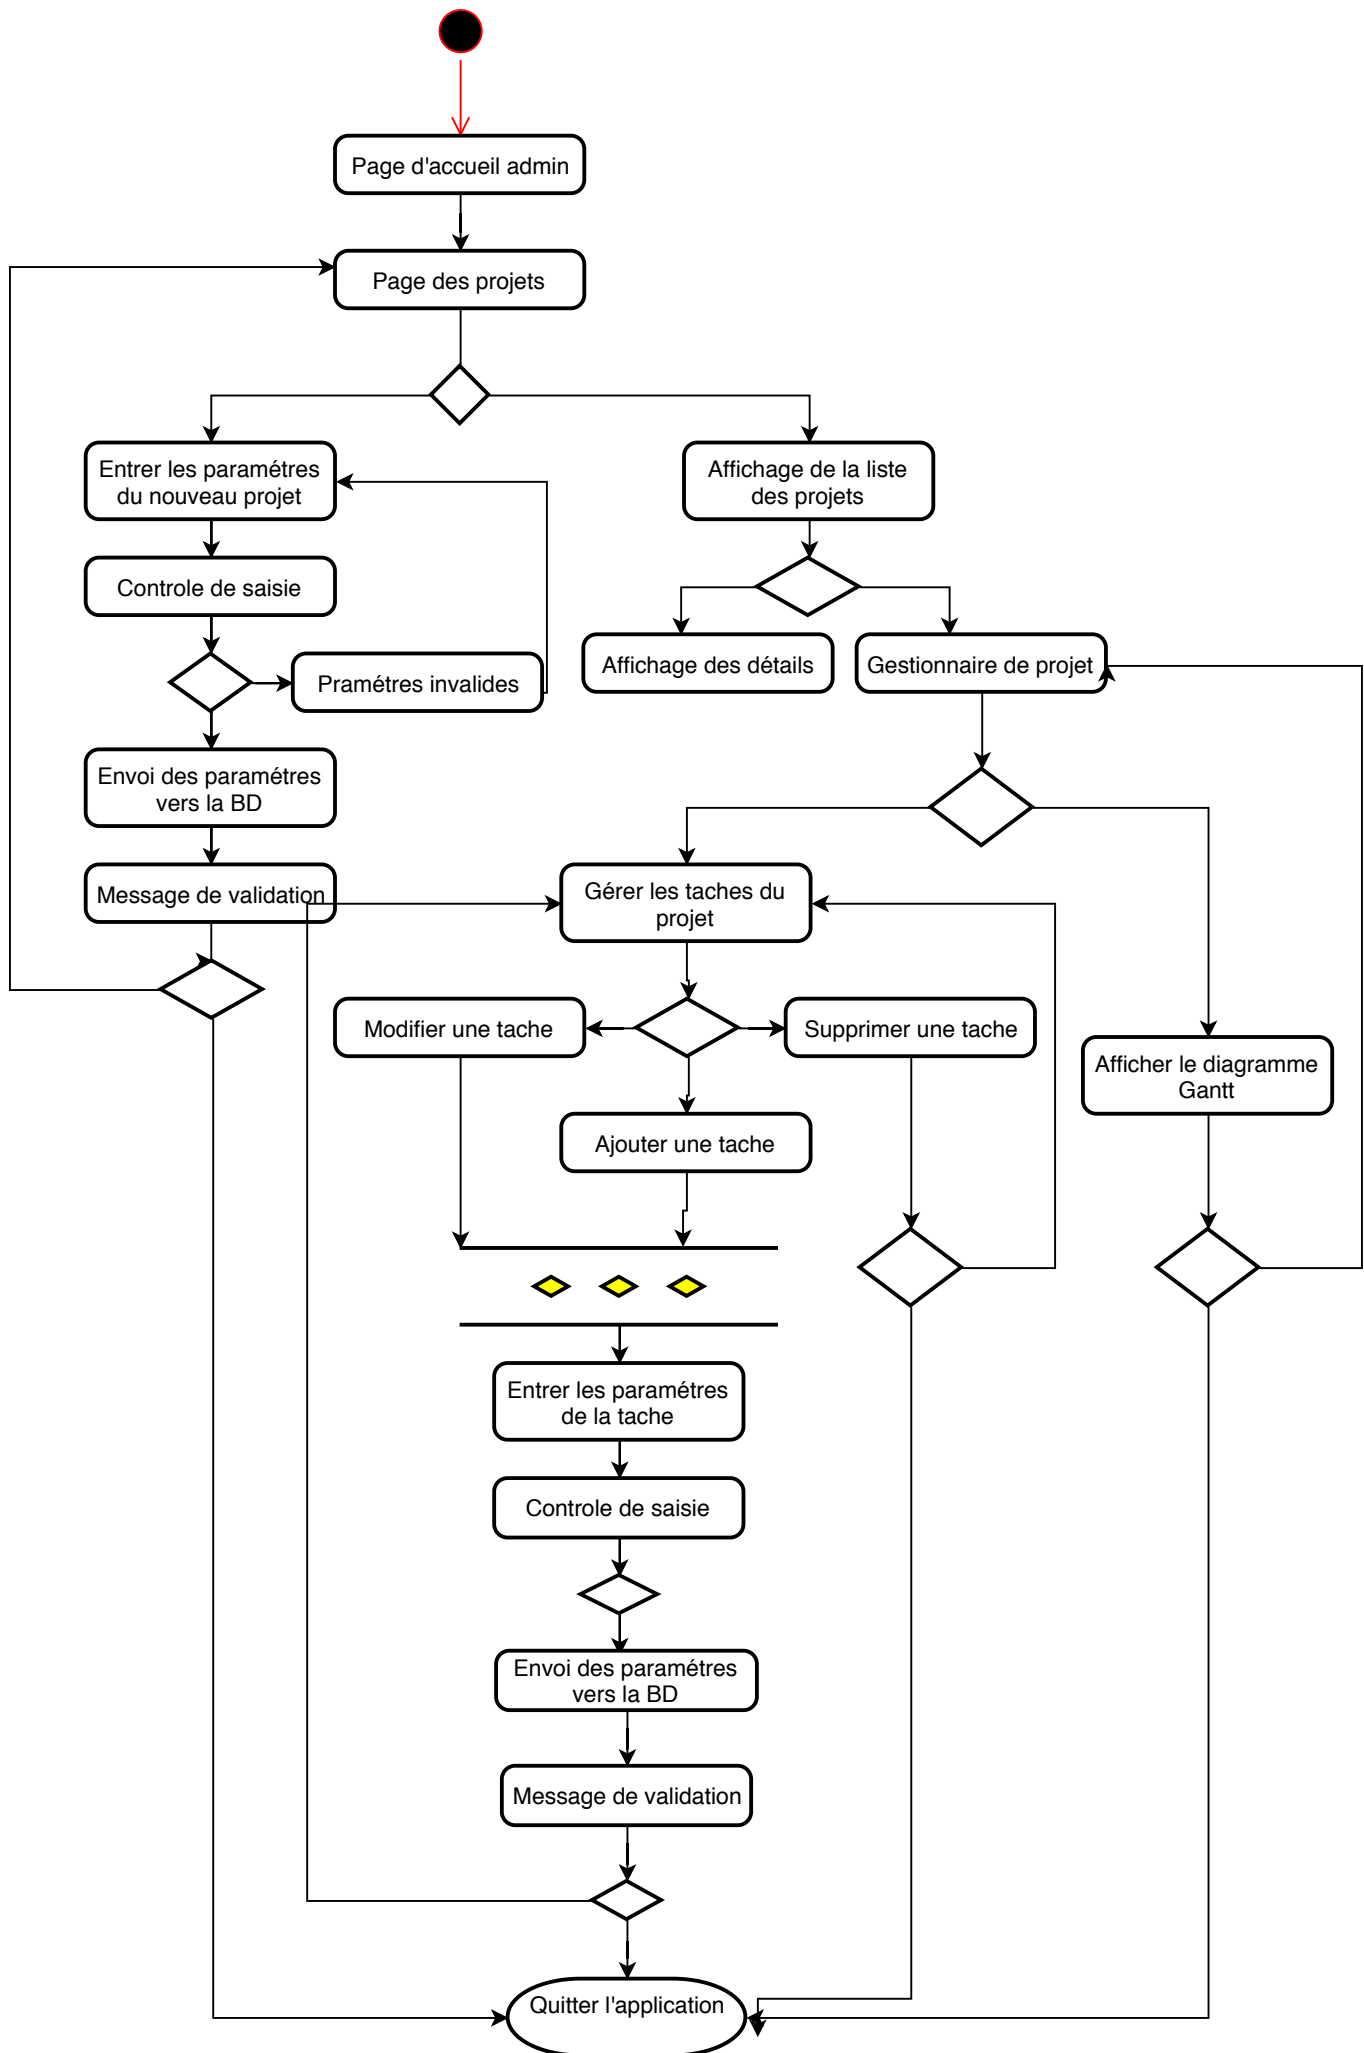 Page d'accueil admin
Page des projets
Entrer les paramétres
du nouveau projet
Affichage de la liste
des projets
Controle de saisie
Pramétres invalides
Affichage des détails
Gestionnaire de projet
Envoi des paramétres
vers la BD
Message de validation
Gérer les taches du
projet
Modifier une tache
Supprimer une tache
Afficher le diagramme
Gantt
Ajouter une tache
Entrer les paramétres
de la tache
Controle de saisie
Envoi des paramétres
vers la BD
Message de validation
Quitter l'application